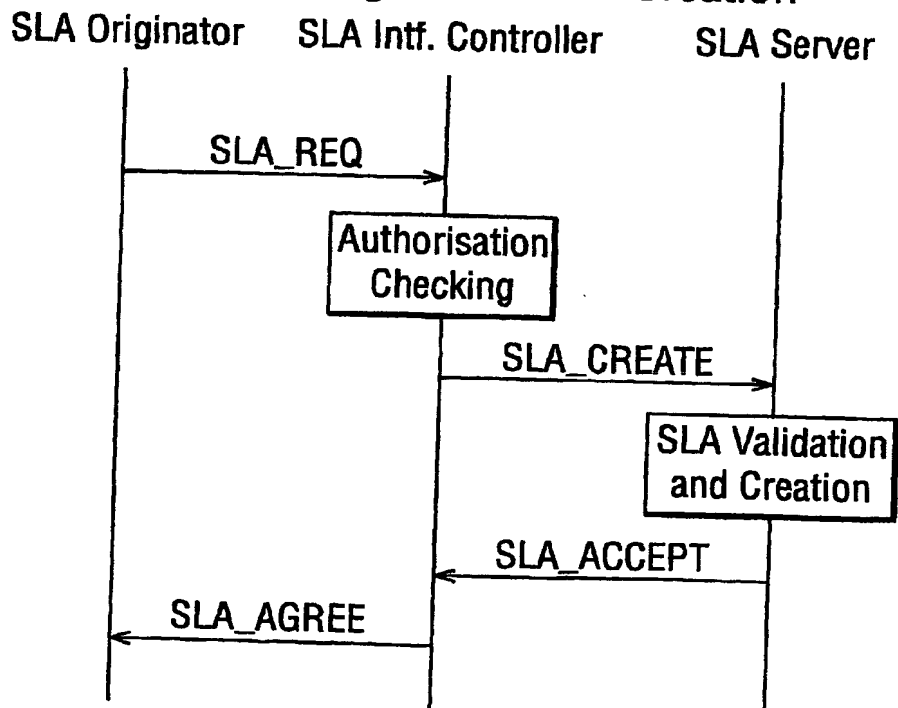 SLA Originator SLA Intf. Controller SLA Server
SLA_REQ
Authorisation
Checking
SLA_CREATE
SLA Validation
and Creation
SLA_ACCEPT
SLA_AGREE